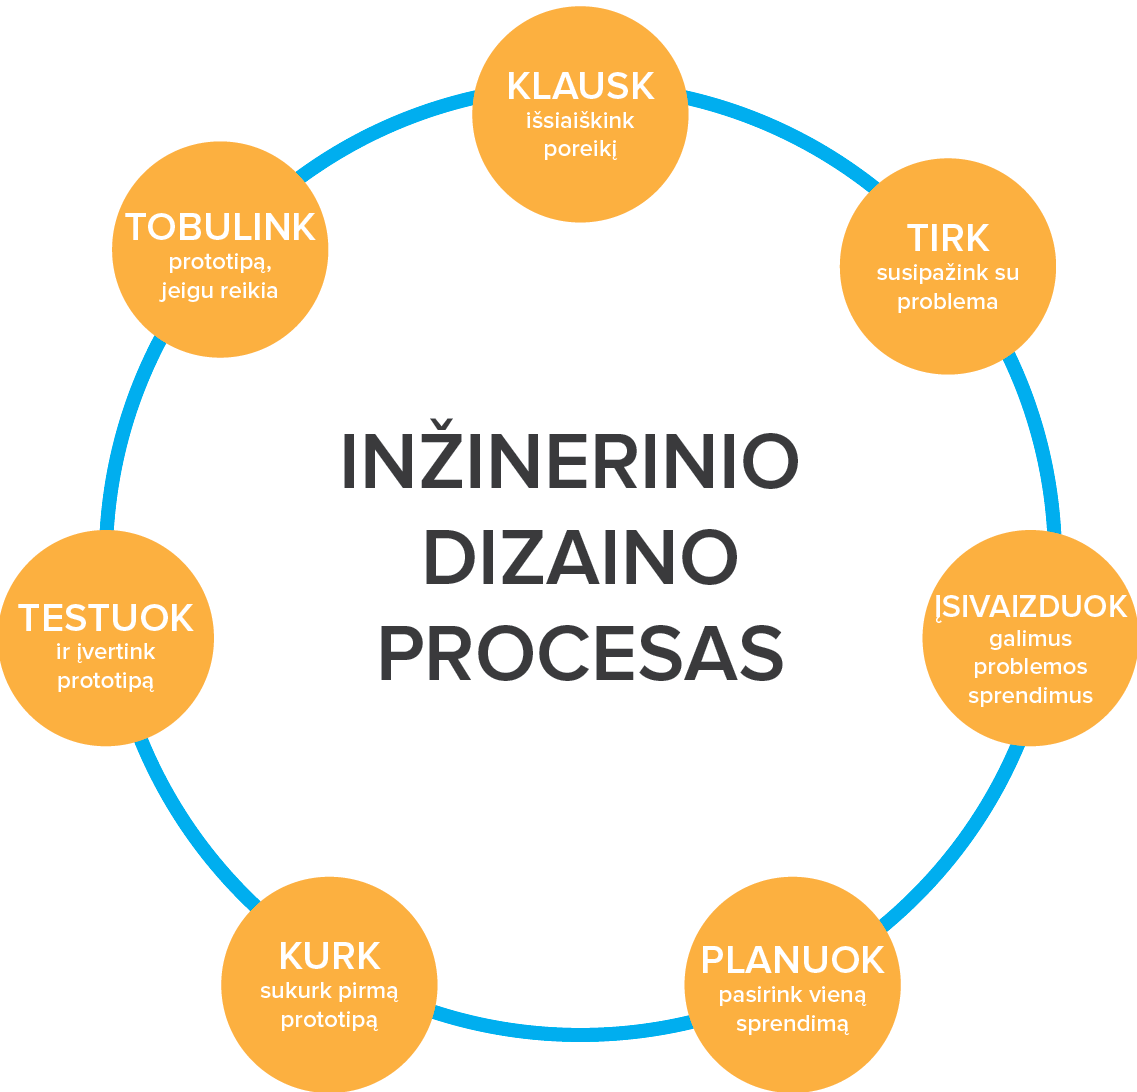 KLAUSK
išsiaiškink
poreikį
TIRK
susipažink su
problema
ĮSIVAIZDUOK
galimus
problemos
sprendimus
PLANUOK
pasirink vieną
sprendimą
KURK
sukurk pirmą
prototipą
TESTUOK
ir įvertink
prototipą
TOBULINK
prototipą,
jeigu reikia
INŽINERINIO
DIZAINO
PROCESAS